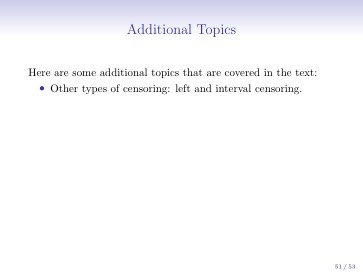 Additional Topics
Here are some additional topics that are covered in the text:
• Other types of censoring: left and interval censoring.
51 / 53